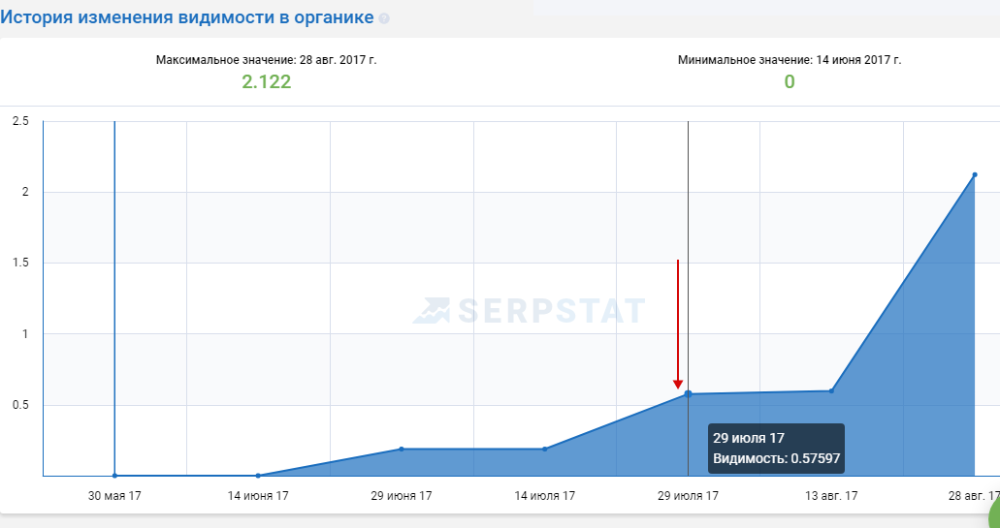 История изменения видимости в органике ?
Максимальное значение: 28 авг. 2017 г.
2.122
Минимальное значение: 14 июня 2017 г.
0
2.5
2
1.5
1
0.5
SERPSTAT
29 июля 17
Видимость: 0.57597
30 мая 17
14 июня 17
29 июня 17
14 июля 17
29 июля 17
13 авг. 17
28 авг. 17